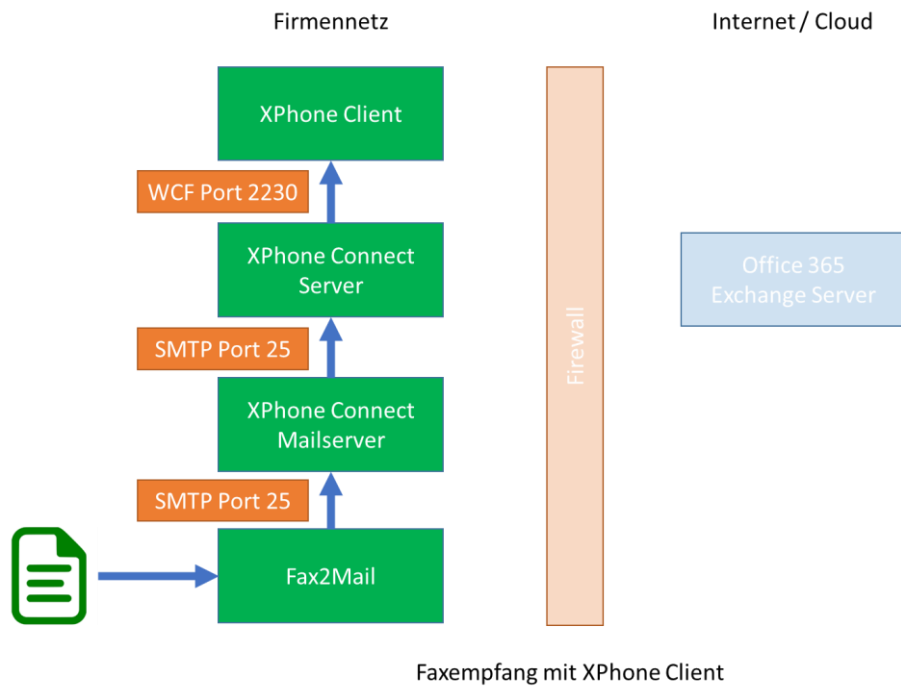 Firmennetz
Internet / Cloud
XPhone Client
WCF Port 2230
XPhone Connect
Server
Office 365
Exchange Server
SMTP Port 25
Firewall
XPhone Connect
Mailserver
SMTP Port 25
Fax2Mail
Faxempfang mit XPhone Client